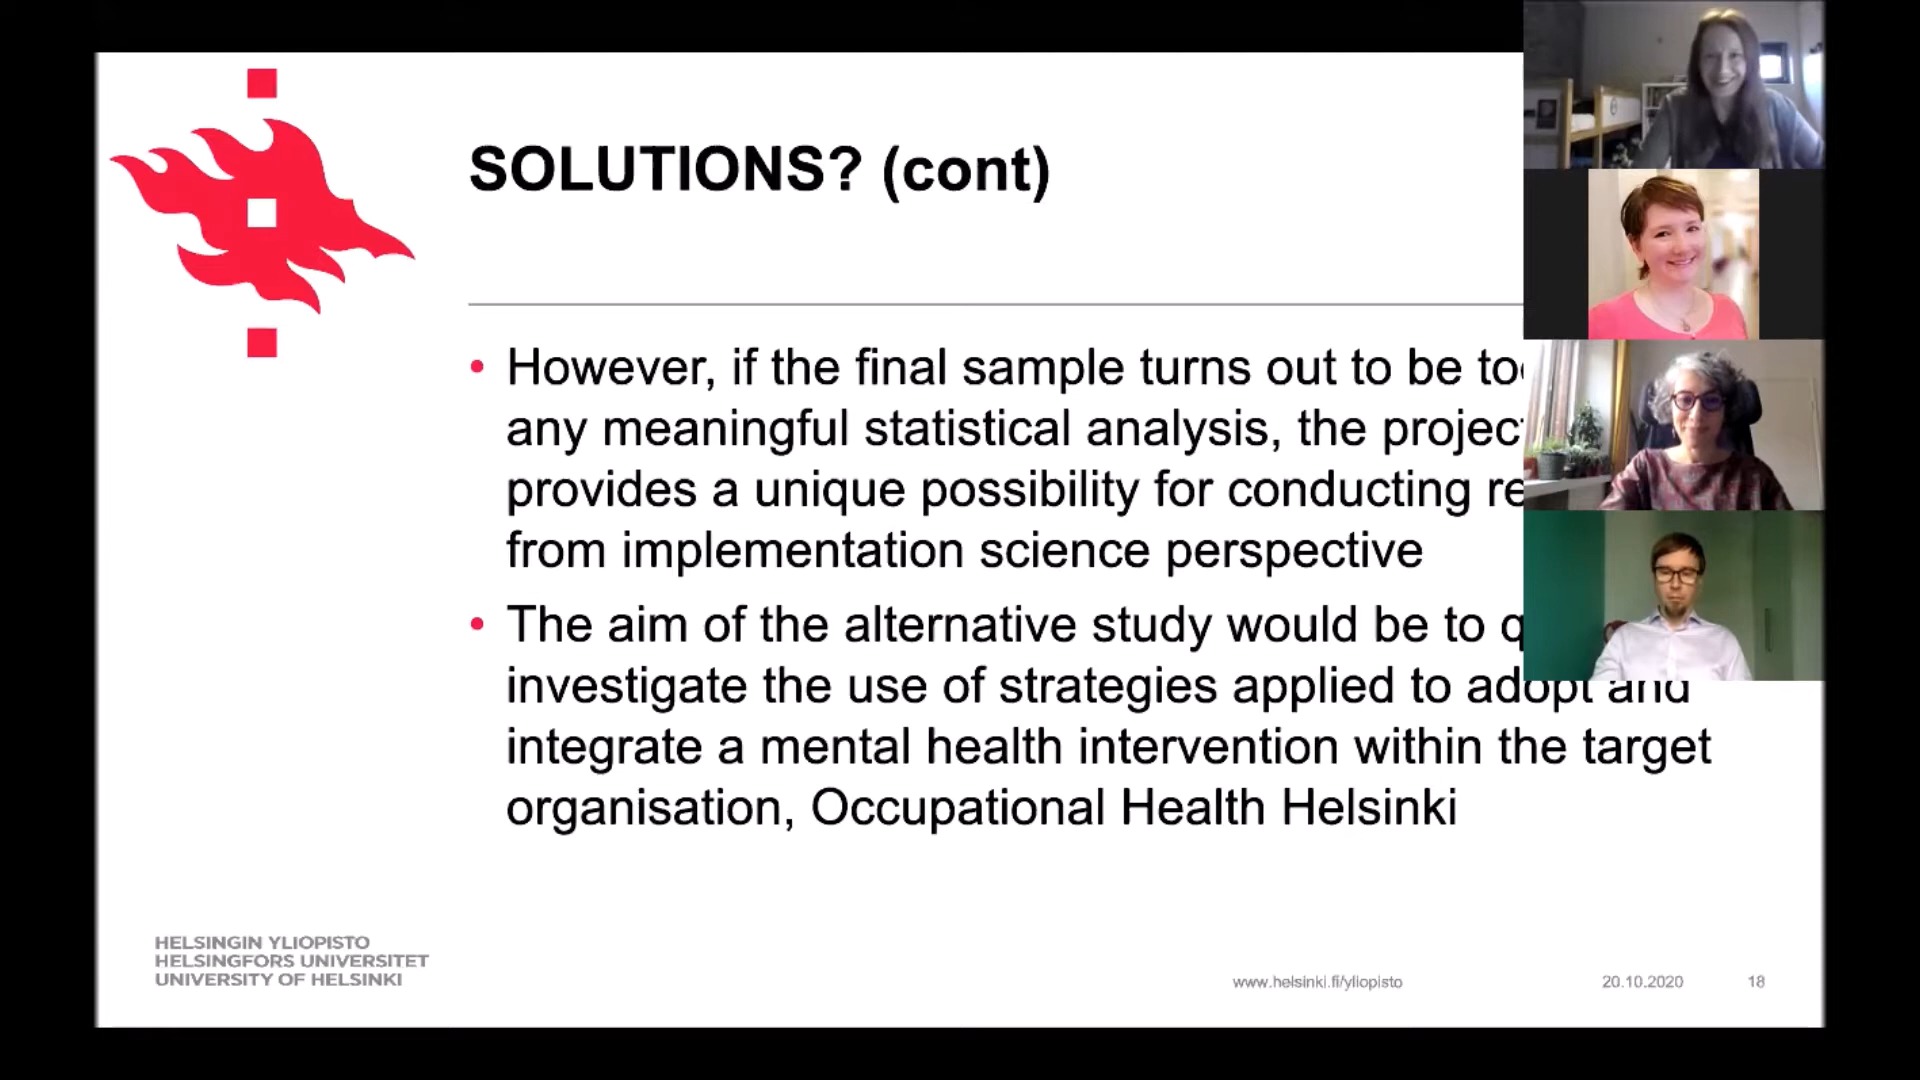 SOLUTIONS? (cont)
• However, if the final sample turns out to be
any meaningful statistical analysis, the
provides a unique possibility for conducting
from implementation science perspective
• The aim of the alternative study would be to
investigate the use of strategies applied to adopt and
integrate a mental health intervention within the target
organisation, Occupational Health Helsinki
HELSINGIN YLIOPISTO
HELSINGFORS UNIVERSITET
UNIVERSITY OF HELSINKI
www.helsinki.fi/yliopisto
20.10.2020
18